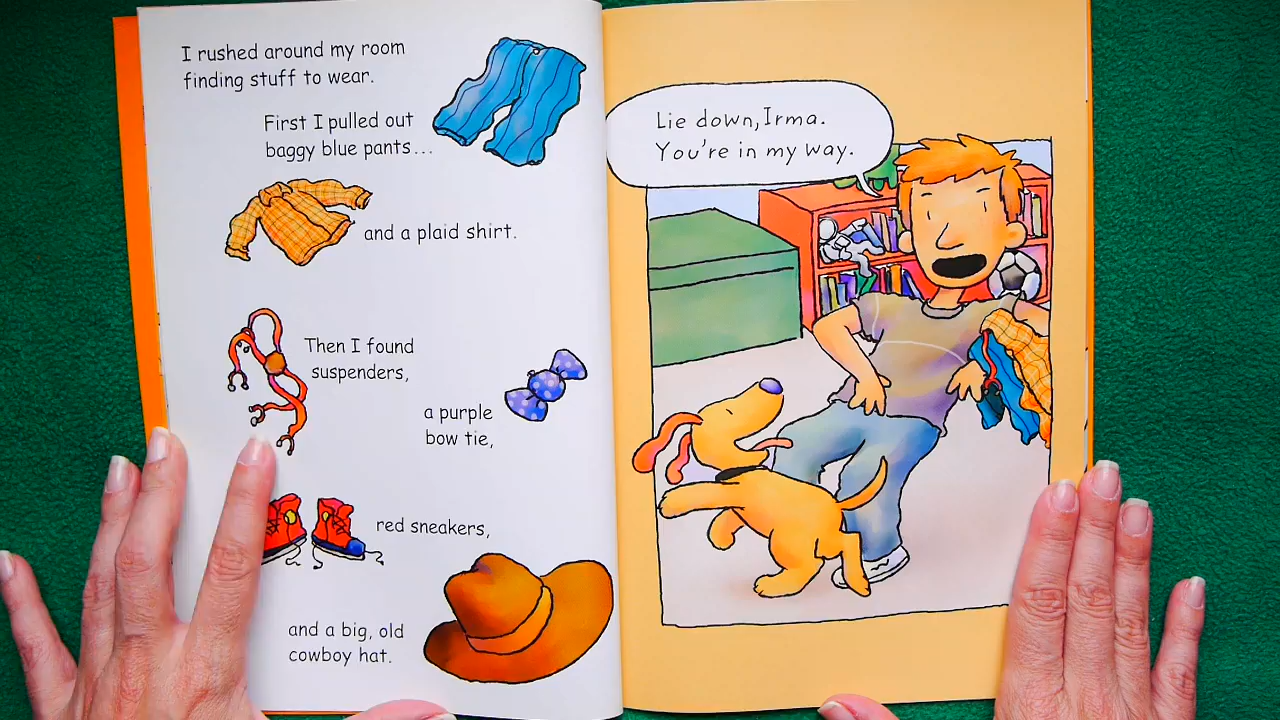 I rushed around my room
finding stuff to wear.
First I pulled out
baggy blue pants...
and a plaid shirt.
Then I found
suspenders,
a purple
bow tie,
red sneakers,
and a big, old
cowboy hat.
Lie down, Irma.
You're in my way.